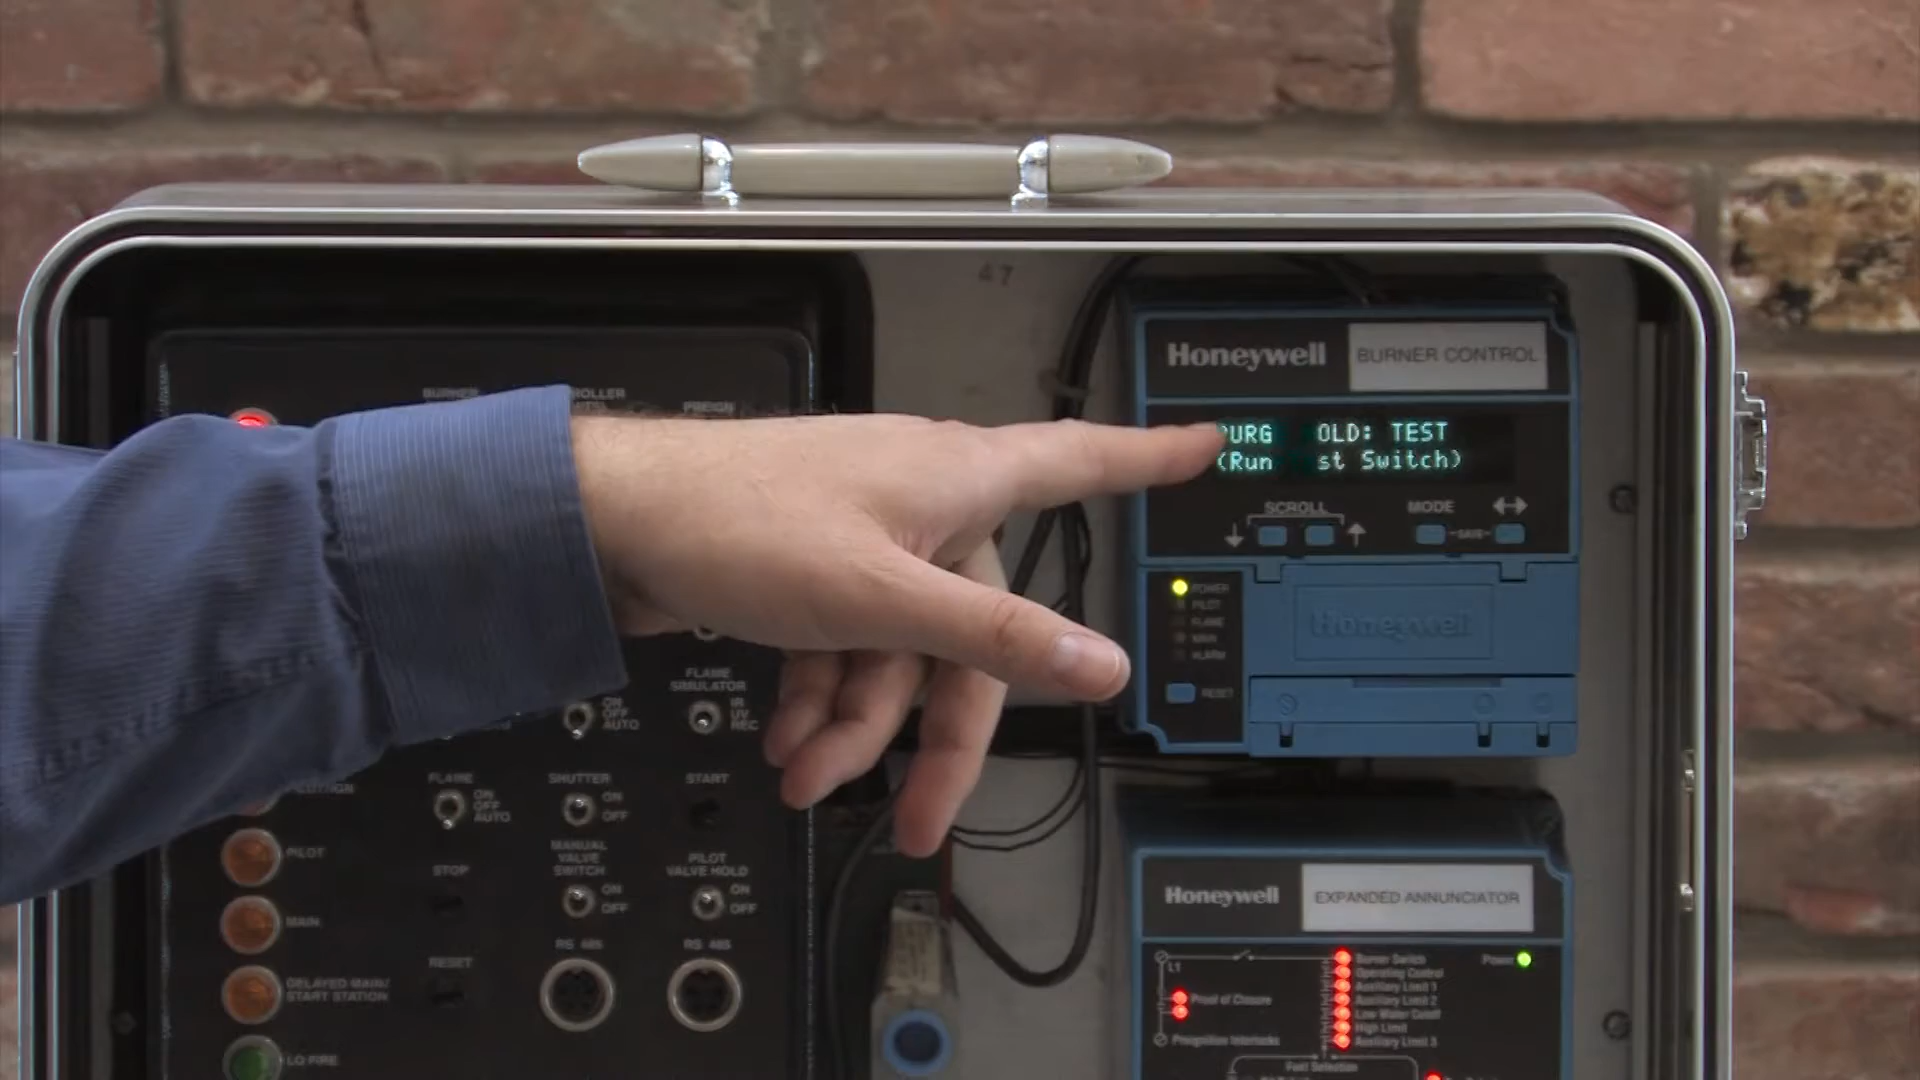 47
Honeywell
BURNER CONTROL
PURG OLD: TEST
(Run st Switch)
SCROLL
MODE
SAVE
POWER
PILOT
FLAME
MAIN
ALARM
RESET
Honeywell
BURNER
FLAME
SIMULATOR
IR
UV
REC
ON
OFF
AUTO
FLAME
ON
OFF
AUTO
SHUTTER
ON
OFF
START
PILOT
STOP
MANUAL
VALVE
SWITCH
ON
OFF
PILOT
VALVE HOLD
ON
OFF
MAIN
RESET
RS 485
RS 485
DELAYED MAIN/
START STATION
LO FIRE
Honeywell
EXPANDED ANNUNCIATOR
L1
Burner Switch
Operating Control
Auxiliary Limit 1
Auxiliary Limit 2
Low Water Cutoff
High Limit
Auxiliary Limit 3
Power
Proof of Closure
Preignition Interlocks
Fuel Selection